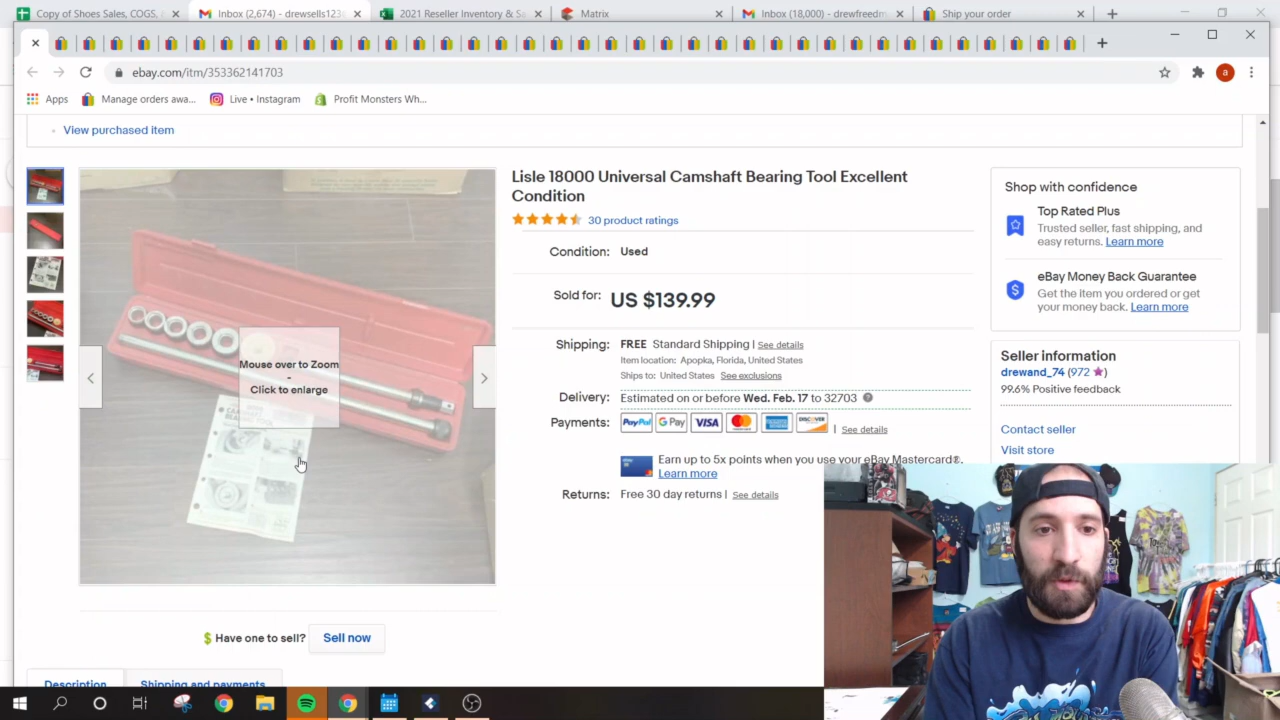 Copy of Shoes Sales, COGS,
Inbox (2,674) - drewsells123
2021 Reseller Inventory & Sa
Matrix
Inbox (18,000) - drewfreedm
Ship your order
ebay.com/itm/353362141703
a
Apps
Manage orders awa...
Live • Instagram
Profit Monsters Wh...
View purchased item
Lisle 18000 Universal Camshaft Bearing Tool Excellent
Condition
30 product ratings
Condition: Used
Sold for: US $139.99
Shipping: FREE Standard Shipping | See details
Item location: Apopka, Florida, United States
Ships to: United States See exclusions
Delivery: Estimated on or before Wed. Feb. 17 to 32703
Payments: PayPal G Pay VISA DISCOVER | See details
Earn up to 5x points when you use your eBay Mastercard®.
Learn more
Returns: Free 30 day returns | See details
Mouse over to Zoom
-
Click to enlarge
Shop with confidence
Top Rated Plus
Trusted seller, fast shipping, and
easy returns. Learn more
eBay Money Back Guarantee
Get the item you ordered or get
your money back. Learn more
Seller information
drewand_74 (972)
99.6% Positive feedback
Contact seller
Visit store
Have one to sell? Sell now
Description
Shipping and payments